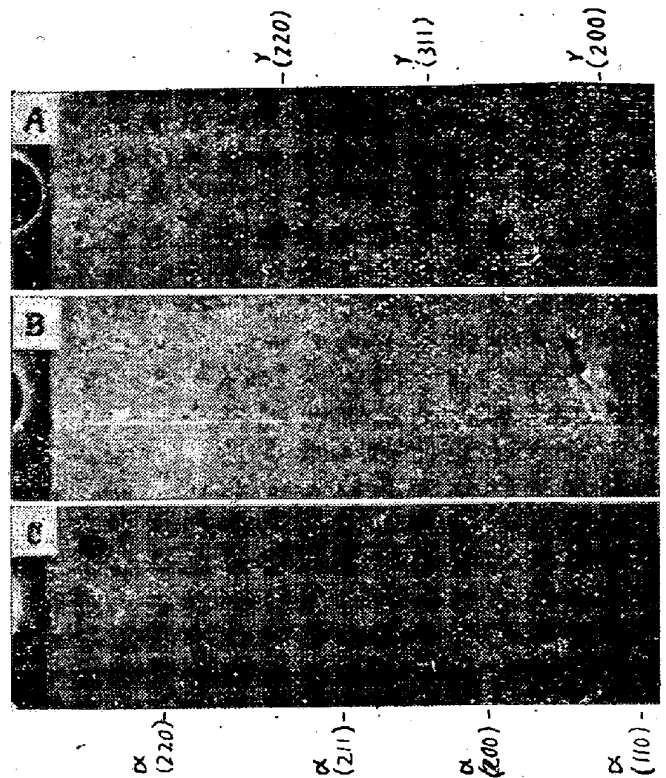 γ
-(220)
γ
-(311)
γ
-(200)
A
B
C
α
(220)-
α
(211)-
α
(200)-
α
(110)-